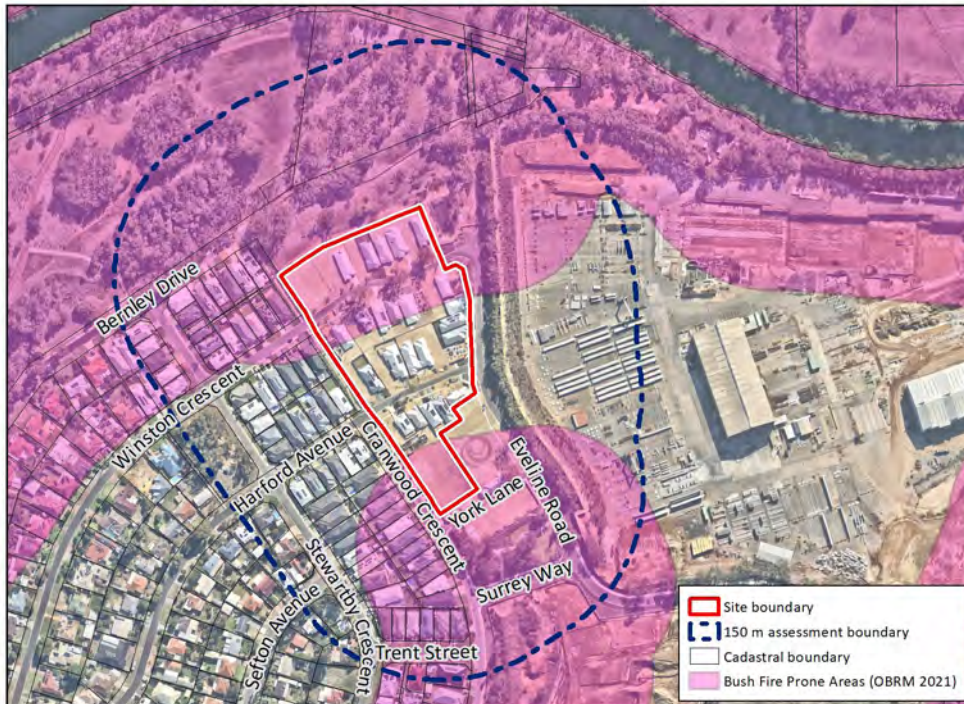 Bernley Drive
Winston Crescent
Harford Avenue
Cranwood Crescent
York Lane
Eveline Road
Surrey Way
Stewartby Crescent
Sefton Avenue
Trent Street
Site boundary
150 m assessment boundary
Cadastral boundary
Bush Fire Prone Areas (OBRM 2021)